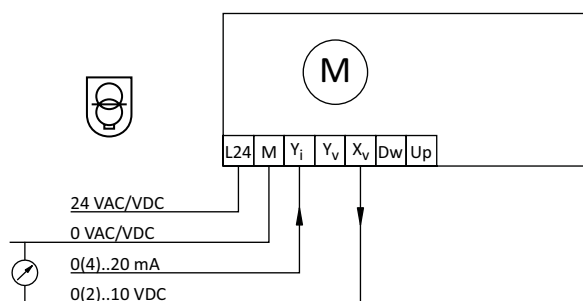 M
L24 M Yi Yv Xv Dw Up
24 VAC/VDC
0 VAC/VDC
0(4)..20 mA
0(2)..10 VDC